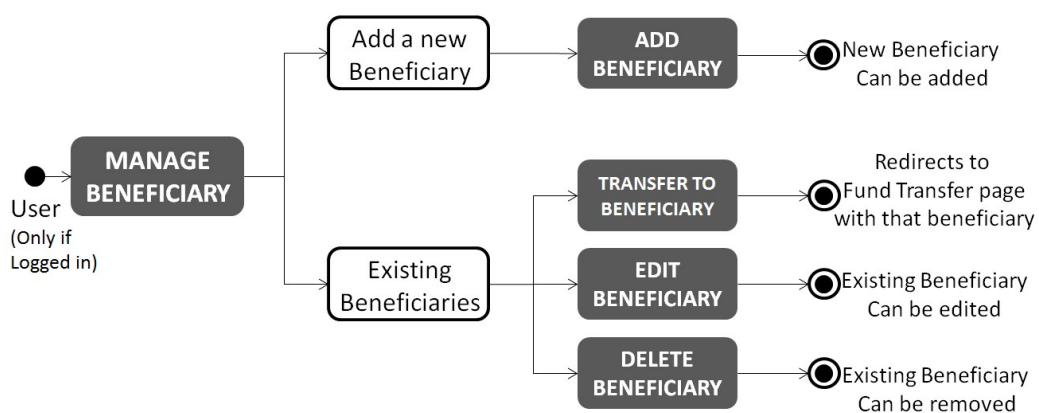 User
(Only if
Logged in)
MANAGE
BENEFICIARY
Add a new
Beneficiary
ADD
BENEFICIARY
New Beneficiary
Can be added
Existing
Beneficiaries
TRANSFER TO
BENEFICIARY
Redirects to
Fund Transfer page
with that beneficiary
EDIT
BENEFICIARY
Existing Beneficiary
Can be edited
DELETE
BENEFICIARY
Existing Beneficiary
Can be removed